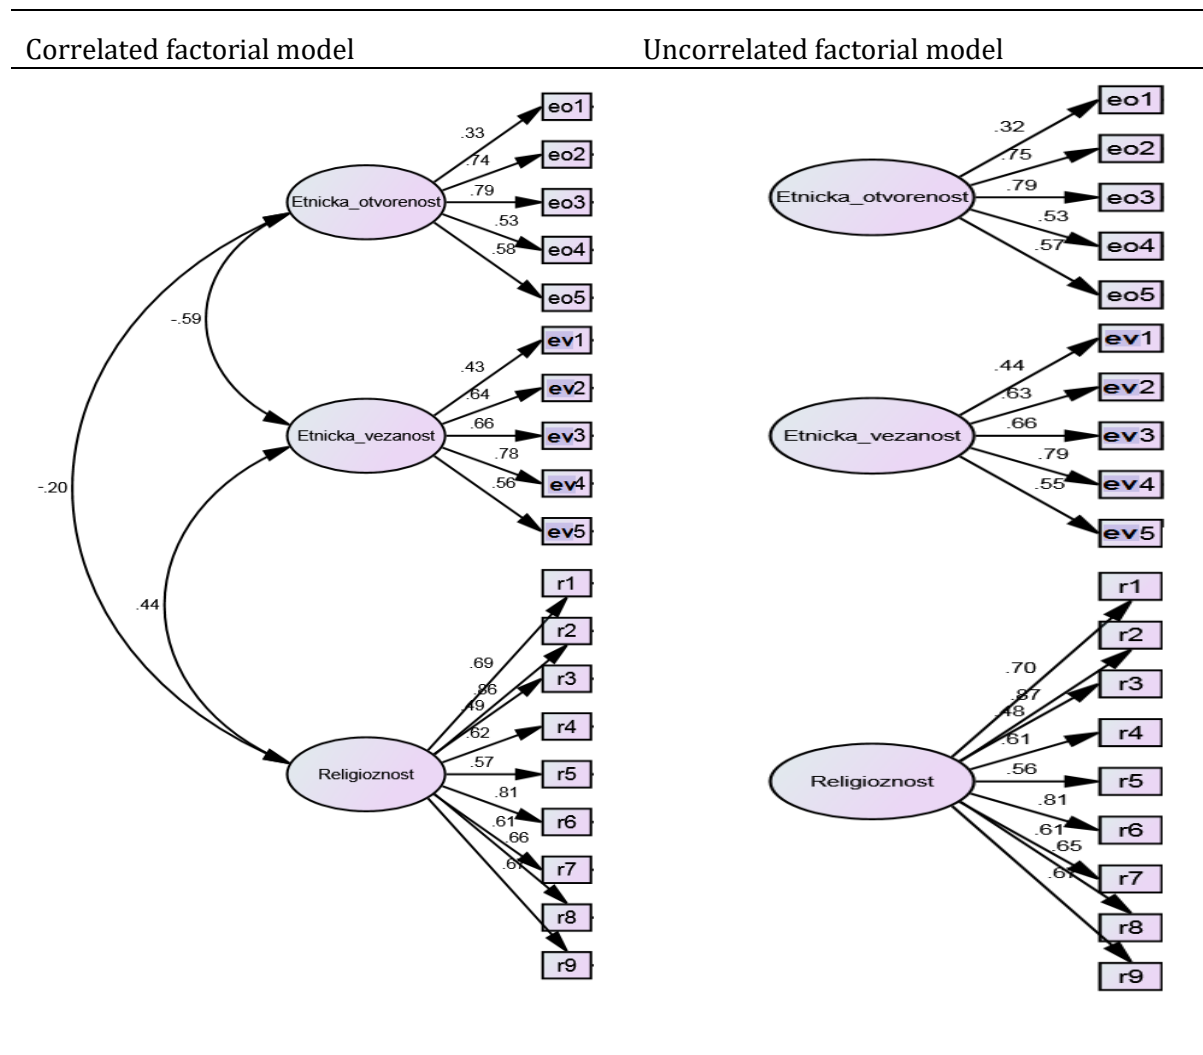 Correlated factorial model
Uncorrelated factorial model
Etnicka_otvorenost
.33
.74
.79
.53
.58
eo1
eo2
eo3
eo4
eo5
-.59
Etnicka_vezanost
.43
.64
.66
.78
.56
ev1
ev2
ev3
ev4
ev5
-.20
.44
Religioznost
.69
.86
.49
.62
.57
.81
.61
.66
r1
r2
r3
r4
r5
r6
r7
r8
r9
Etnicka_otvorenost
.32
.75
.79
.53
.57
eo1
eo2
eo3
eo4
eo5
Etnicka_vezanost
.44
.63
.66
.79
.55
ev1
ev2
ev3
ev4
ev5
Religioznost
.70
.87
.48
.61
.56
.81
.61
.65
r1
r2
r3
r4
r5
r6
r7
r8
r9